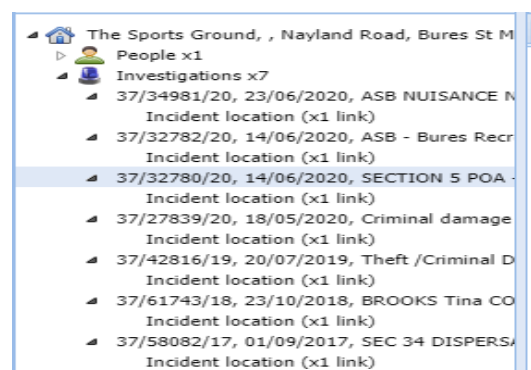 The Sports Ground, , Nayland Road, Bures St M
People x1
Investigations x7
37/34981/20, 23/06/2020, ASB NUISANCE N
Incident location (x1 link)
37/32782/20, 14/06/2020, ASB - Bures Recr
Incident location (x1 link)
37/32780/20, 14/06/2020, SECTION 5 POA -
Incident location (x1 link)
37/27839/20, 18/05/2020, Criminal damage
Incident location (x1 link)
37/42816/19, 20/07/2019, Theft /Criminal D
Incident location (x1 link)
37/61743/18, 23/10/2018, BROOKS Tina CO
Incident location (x1 link)
37/58082/17, 01/09/2017, SEC 34 DISPERSA
Incident location (x1 link)